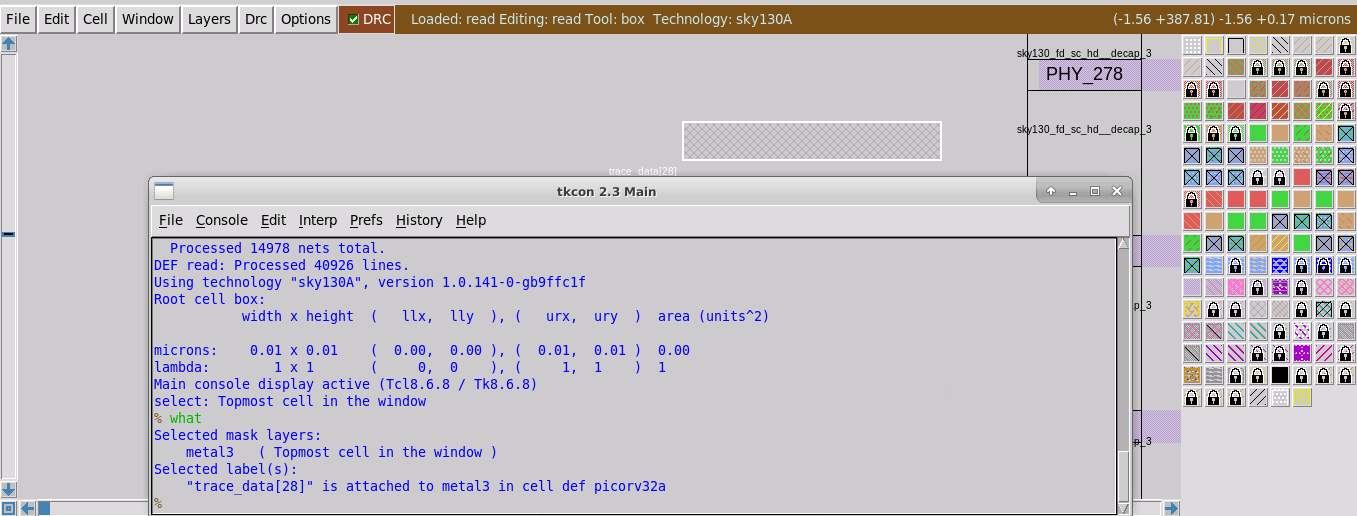 File Edit Cell Window Layers Drc Options DRC Loaded: read Editing: read Tool: box Technology: sky130A (-1.56 +387.81) -1.56 +0.17 microns
sky130_fd_sc_hd__decap_3
PHY_278
sky130_fd_sc_hd__decap_3
trace_data[28]
tkcon 2.3 Main
File Console Edit Interp Prefs History Help
Processed 14978 nets total.
DEF read: Processed 40926 lines.
Using technology "sky130A", version 1.0.141-0-gb9ffc1f
Root cell box:
width x height ( llx, lly ), ( urx, ury ) area (units^2)
microns: 0.01 x 0.01 ( 0.00, 0.00 ), ( 0.01, 0.01 ) 0.00
p_3
lambda: 1 x 1 ( 0, 0 ), ( 1, 1 ) 1
Main console display active (Tcl8.6.8 / Tk8.6.8)
select: Topmost cell in the window
% what
Selected mask layers:
metal3 ( Topmost cell in the window )
p_3
Selected label(s):
"trace_data[28]" is attached to metal3 in cell def picorv32a
%